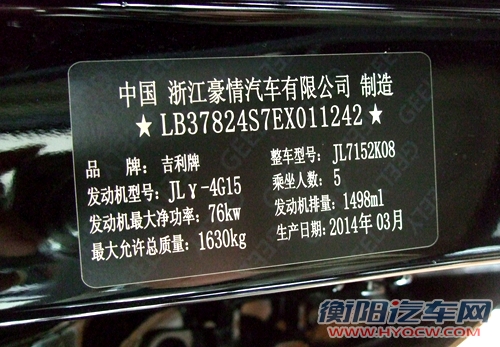 中国 浙江豪情汽车有限公司 制造
★LB37824S7EX011242★
品 牌：吉利牌 整车型号：JL7152K08
发动机型号：JLγ-4G15 乘坐人数：5
发动机最大净功率：76kw 发动机排量：1498ml
最大允许总质量：1630kg 生产日期：2014年03月
衡阳汽车网
WWW.HYQCW.COM